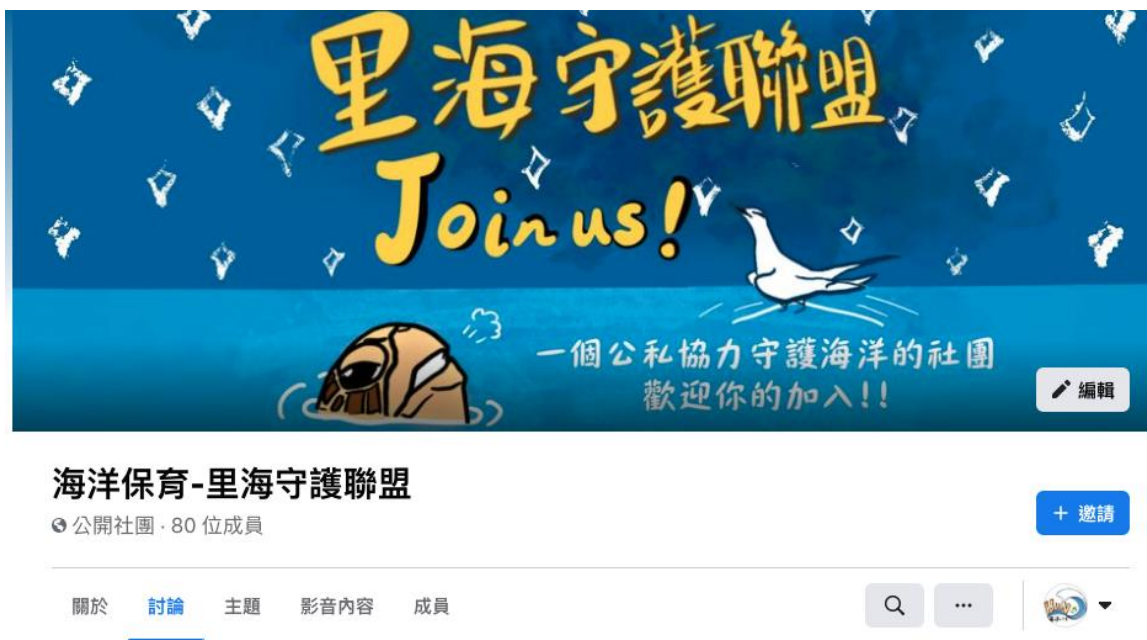 里海守護聯盟
Join us!
一個公私協力守護海洋的社團
歡迎你的加入!!
編輯
海洋保育-里海守護聯盟
公開社團 · 80 位成員
+ 邀請
關於 討論 主題 影音內容 成員